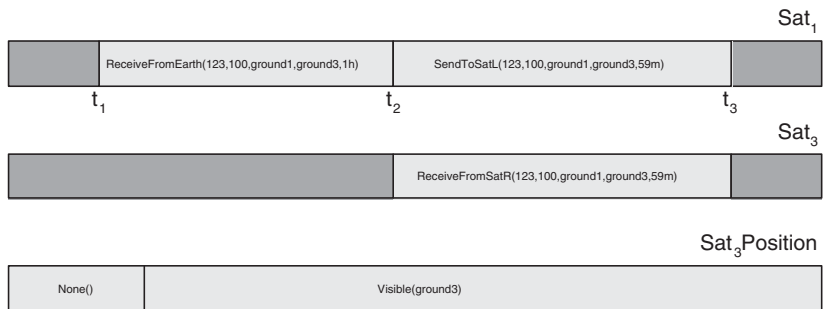 Sat1
ReceiveFromEarth(123,100,ground1,ground3,1h) SendToSatL(123,100,ground1,ground3,59m)
t1 t2 t3
Sat3
ReceiveFromSatR(123,100,ground1,ground3,59m)
Sat3Position
None() Visible(ground3)